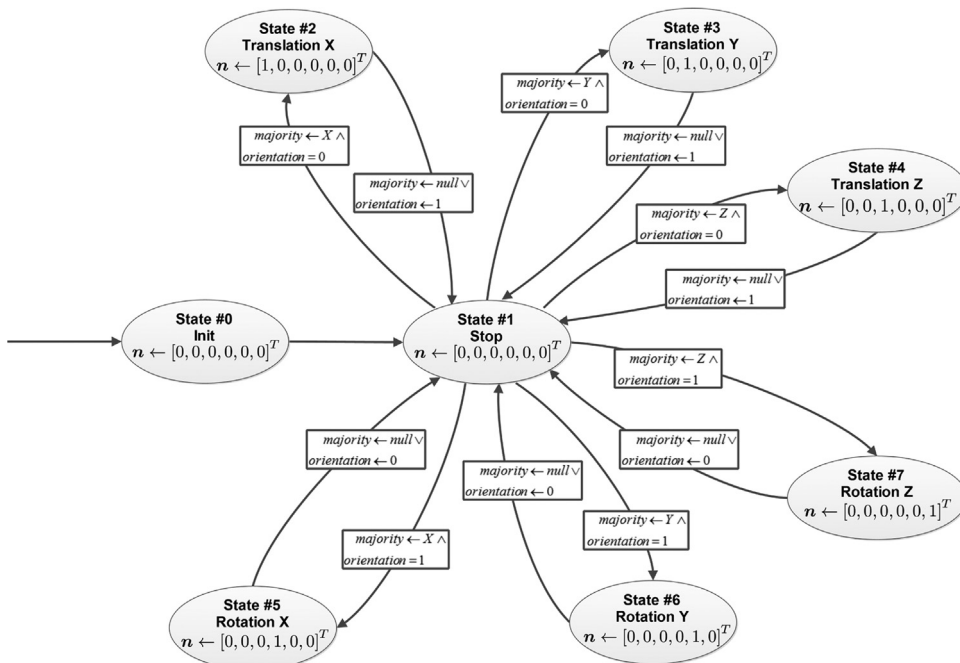 State #2
Translation X
n ← [1, 0, 0, 0, 0, 0]^T
State #3
Translation Y
n ← [0, 1, 0, 0, 0, 0]^T
majority ← X ∧
orientation = 0
majority ← Y ∧
orientation = 0
majority ← null ∨
orientation ← 1
majority ← null ∨
orientation ← 1
State #4
Translation Z
n ← [0, 0, 1, 0, 0, 0]^T
majority ← Z ∧
orientation = 0
majority ← null ∨
orientation ← 1
State #0
Init
n ← [0, 0, 0, 0, 0, 0]^T
State #1
Stop
n ← [0, 0, 0, 0, 0, 0]^T
majority ← Z ∧
orientation = 1
majority ← null ∨
orientation ← 0
majority ← null ∨
orientation ← 0
majority ← null ∨
orientation ← 0
State #7
Rotation Z
n ← [0, 0, 0, 0, 0, 1]^T
majority ← X ∧
orientation = 1
majority ← Y ∧
orientation = 1
State #5
Rotation X
n ← [0, 0, 0, 1, 0, 0]^T
State #6
Rotation Y
n ← [0, 0, 0, 0, 1, 0]^T